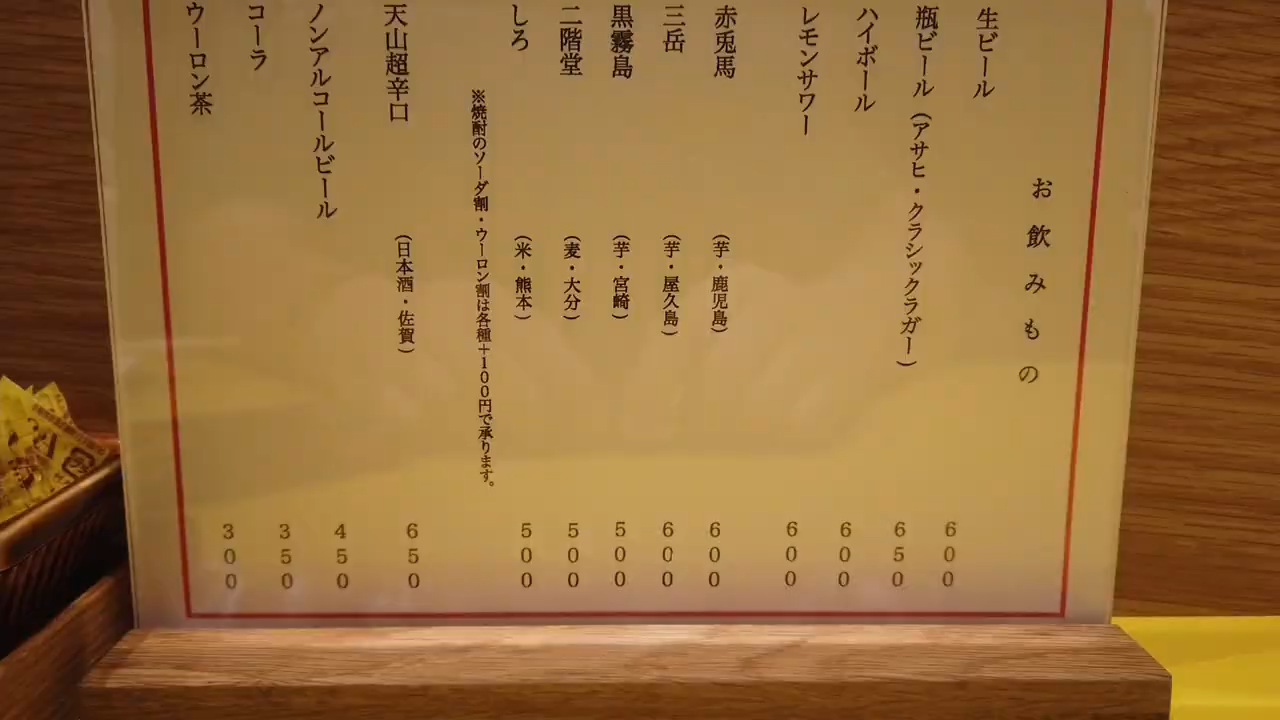 お飲みもの
生ビール 600
瓶ビール(アサヒ・クラシックラガー) 650
ハイボール 600
レモンサワー 600
赤兎馬 (芋・鹿児島) 600
三岳 (芋・屋久島) 600
黒霧島 (芋・宮崎) 500
二階堂 (麦・大分) 500
しろ (米・熊本) 500
※焼酎のソーダ割・ウーロン割は各種+100円で承ります。
天山超辛口 (日本酒・佐賀) 650
ノンアルコールビール 450
コーラ 350
ウーロン茶 300